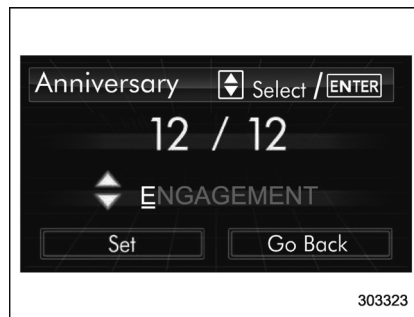 Anniversary Select / ENTER
12 / 12
ENGAGEMENT
Set Go Back
303323